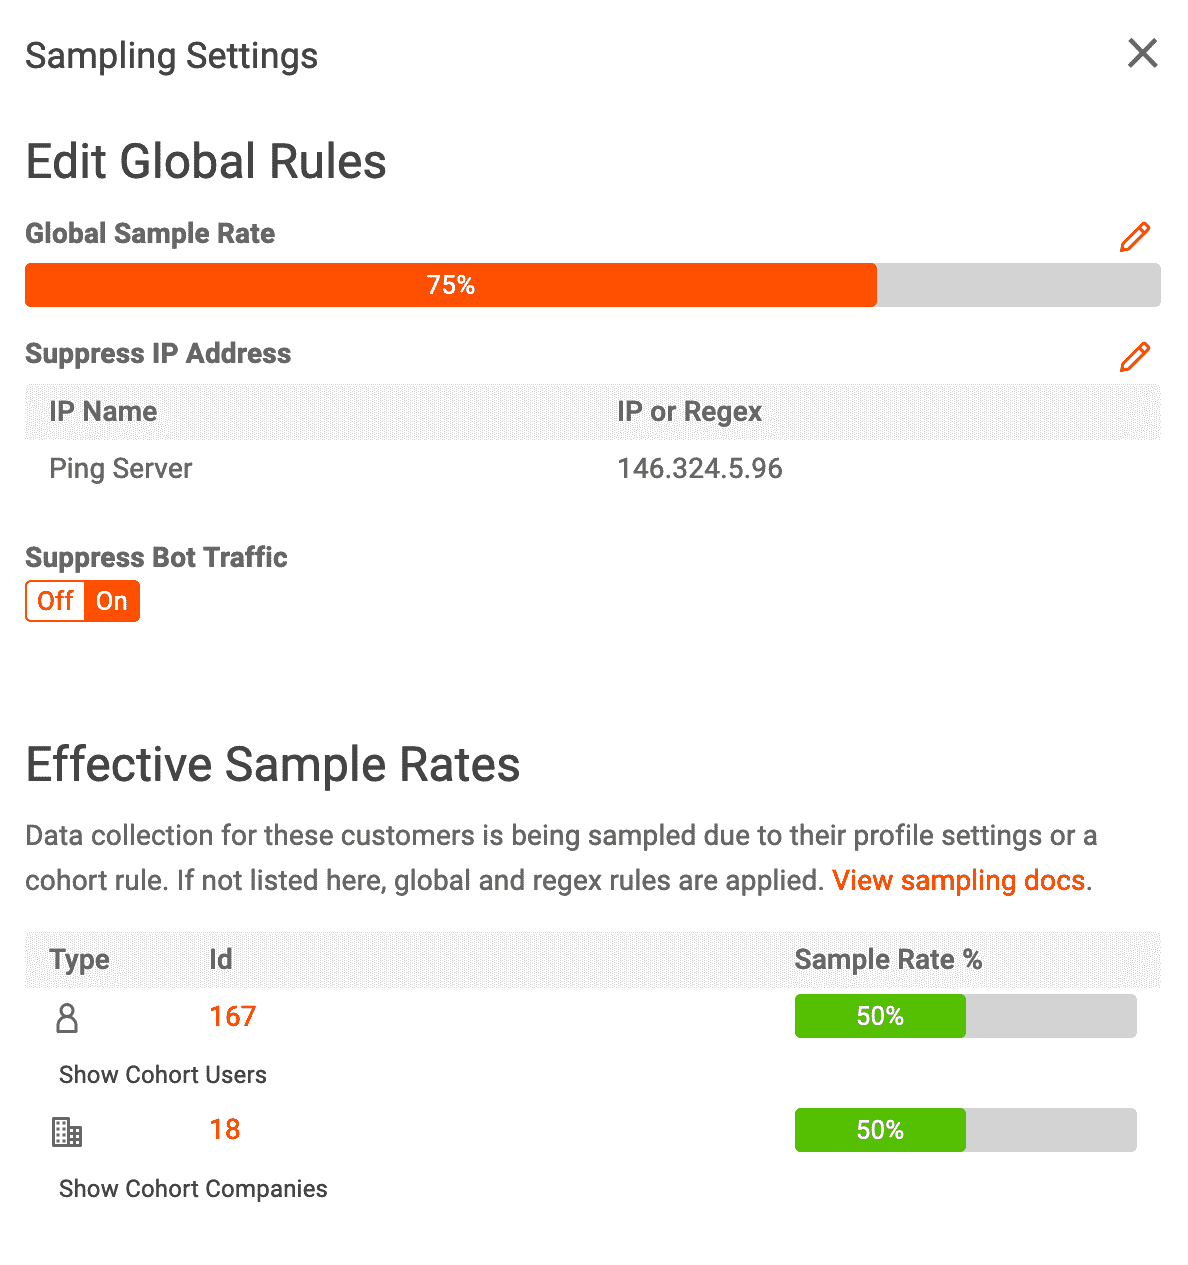 Sampling Settings
Edit Global Rules
Global Sample Rate
75%
Suppress IP Address
IP Name IP or Regex
Ping Server 146.324.5.96
Suppress Bot Traffic
Off On
Effective Sample Rates
Data collection for these customers is being sampled due to their profile settings or a
cohort rule. If not listed here, global and regex rules are applied. View sampling docs.
Type Id Sample Rate %
167 50%
Show Cohort Users
18 50%
Show Cohort Companies